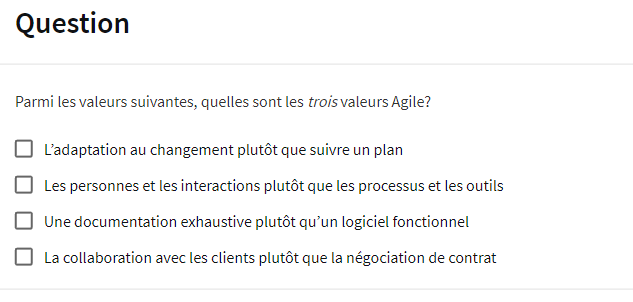 Question
Parmi les valeurs suivantes, quelles sont les trois valeurs Agile?
L’adaptation au changement plutôt que suivre un plan
Les personnes et les interactions plutôt que les processus et les outils
Une documentation exhaustive plutôt qu’un logiciel fonctionnel
La collaboration avec les clients plutôt que la négociation de contrat